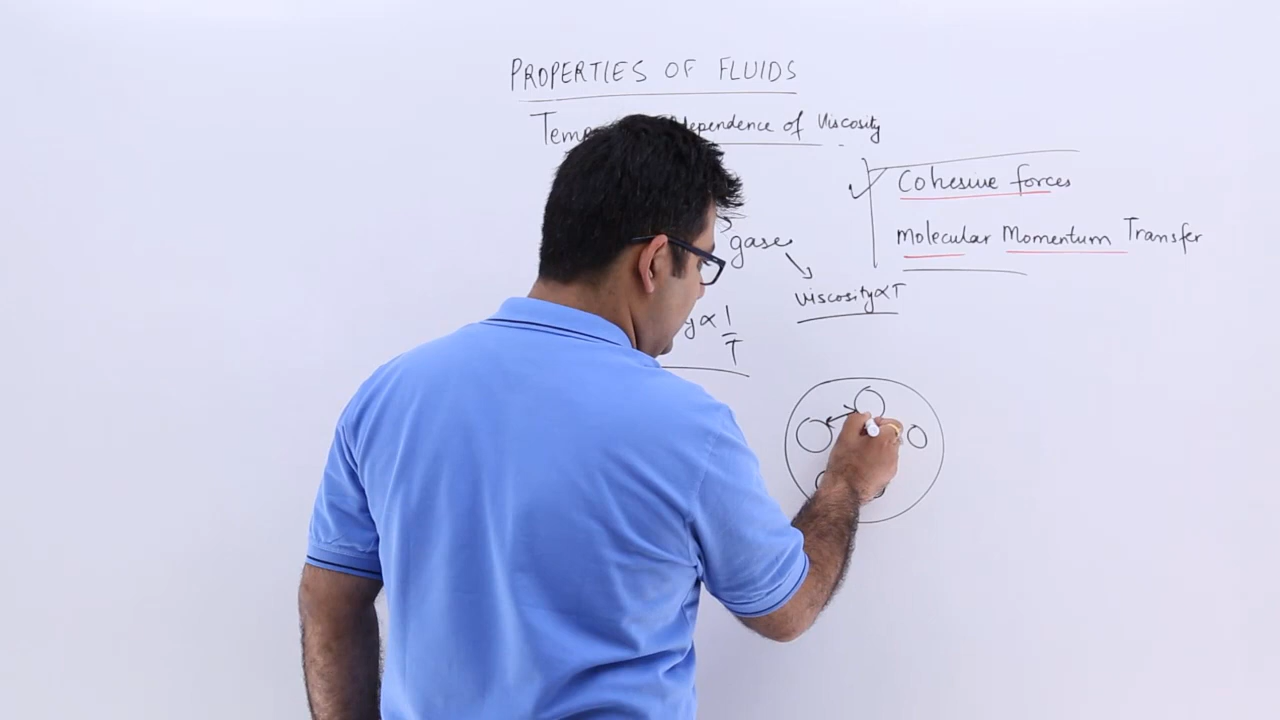 PROPERTIES OF FLUIDS
Temp dependence of Viscosity
Cohesive forces
Molecular Momentum Transfer
gase
viscosity∝T
y∝1/T